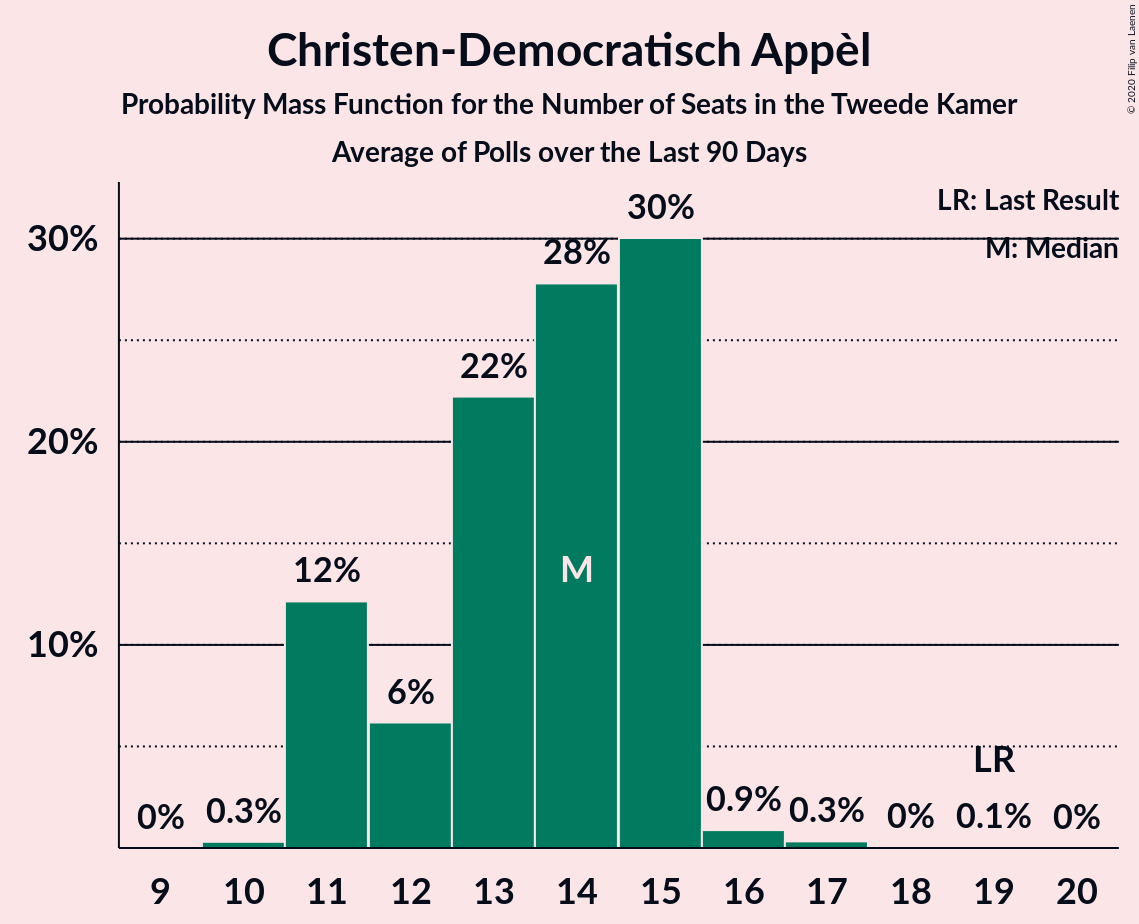 Christen-Democratisch Appèl
Probability Mass Function for the Number of Seats in the Tweede Kamer
Average of Polls over the Last 90 Days
© 2020 Filip van Laenen
LR: Last Result
M: Median
30%
20%
10%
0%
0.3%
12%
6%
22%
28%
30%
0.9%
0.3%
0%
0.1%
0%
M
LR
9 10 11 12 13 14 15 16 17 18 19 20